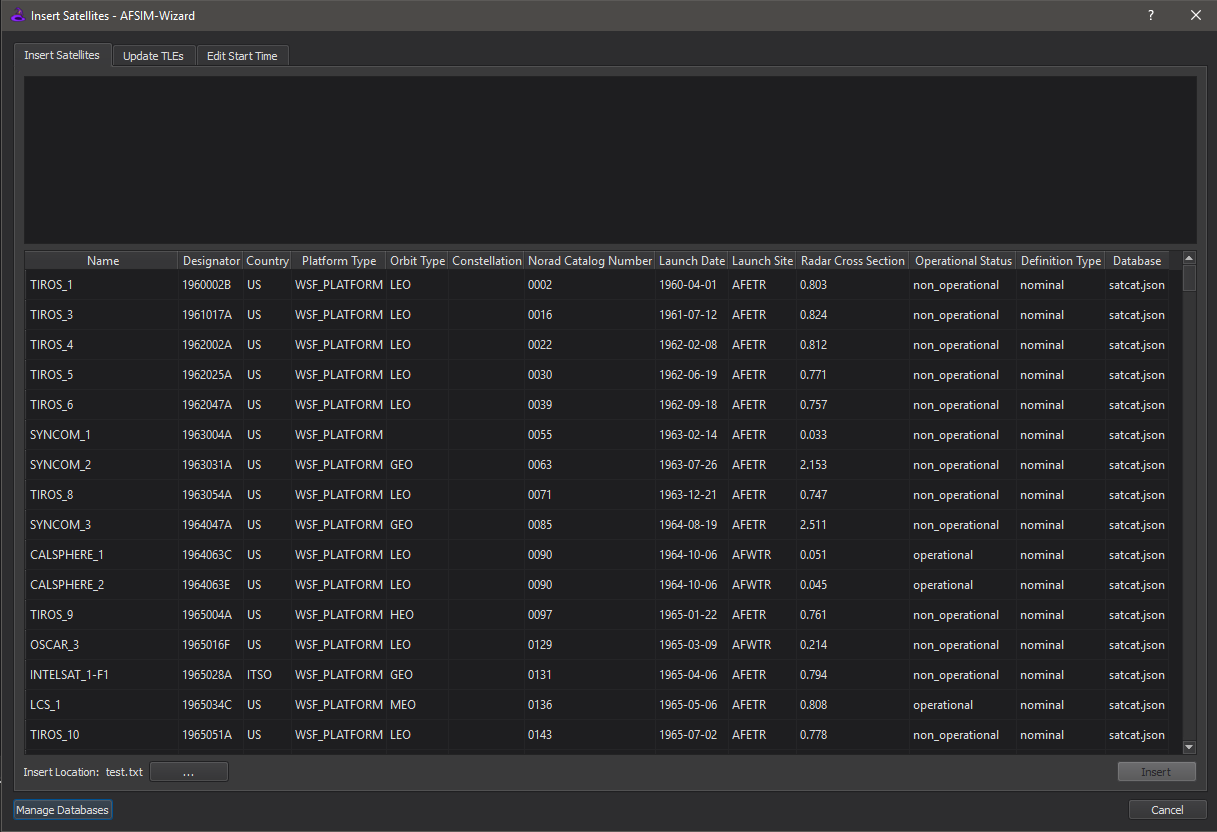 Insert Satellites - AFSIM-Wizard ? ✕
Insert Satellites Update TLEs Edit Start Time
Name Designator Country Platform Type Orbit Type Constellation Norad Catalog Number Launch Date Launch Site Radar Cross Section Operational Status Definition Type Database
TIROS_1 1960002B US WSF_PLATFORM LEO 0002 1960-04-01 AFETR 0.803 non_operational nominal satcat.json
TIROS_3 1961017A US WSF_PLATFORM LEO 0016 1961-07-12 AFETR 0.824 non_operational nominal satcat.json
TIROS_4 1962002A US WSF_PLATFORM LEO 0022 1962-02-08 AFETR 0.812 non_operational nominal satcat.json
TIROS_5 1962025A US WSF_PLATFORM LEO 0030 1962-06-19 AFETR 0.771 non_operational nominal satcat.json
TIROS_6 1962047A US WSF_PLATFORM LEO 0039 1962-09-18 AFETR 0.757 non_operational nominal satcat.json
SYNCOM_1 1963004A US WSF_PLATFORM 0055 1963-02-14 AFETR 0.033 non_operational nominal satcat.json
SYNCOM_2 1963031A US WSF_PLATFORM GEO 0063 1963-07-26 AFETR 2.153 non_operational nominal satcat.json
TIROS_8 1963054A US WSF_PLATFORM LEO 0071 1963-12-21 AFETR 0.747 non_operational nominal satcat.json
SYNCOM_3 1964047A US WSF_PLATFORM GEO 0085 1964-08-19 AFETR 2.511 non_operational nominal satcat.json
CALSPHERE_1 1964063C US WSF_PLATFORM LEO 0090 1964-10-06 AFWTR 0.051 operational nominal satcat.json
CALSPHERE_2 1964063E US WSF_PLATFORM LEO 0090 1964-10-06 AFWTR 0.045 operational nominal satcat.json
TIROS_9 1965004A US WSF_PLATFORM HEO 0097 1965-01-22 AFETR 0.761 non_operational nominal satcat.json
OSCAR_3 1965016F US WSF_PLATFORM LEO 0129 1965-03-09 AFWTR 0.214 non_operational nominal satcat.json
INTELSAT_1-F1 1965028A ITSO WSF_PLATFORM GEO 0131 1965-04-06 AFETR 0.794 non_operational nominal satcat.json
LCS_1 1965034C US WSF_PLATFORM MEO 0136 1965-05-06 AFETR 0.808 operational nominal satcat.json
TIROS_10 1965051A US WSF_PLATFORM LEO 0143 1965-07-02 AFETR 0.778 non_operational nominal satcat.json
Insert Location: test.txt ... Insert
Manage Databases Cancel